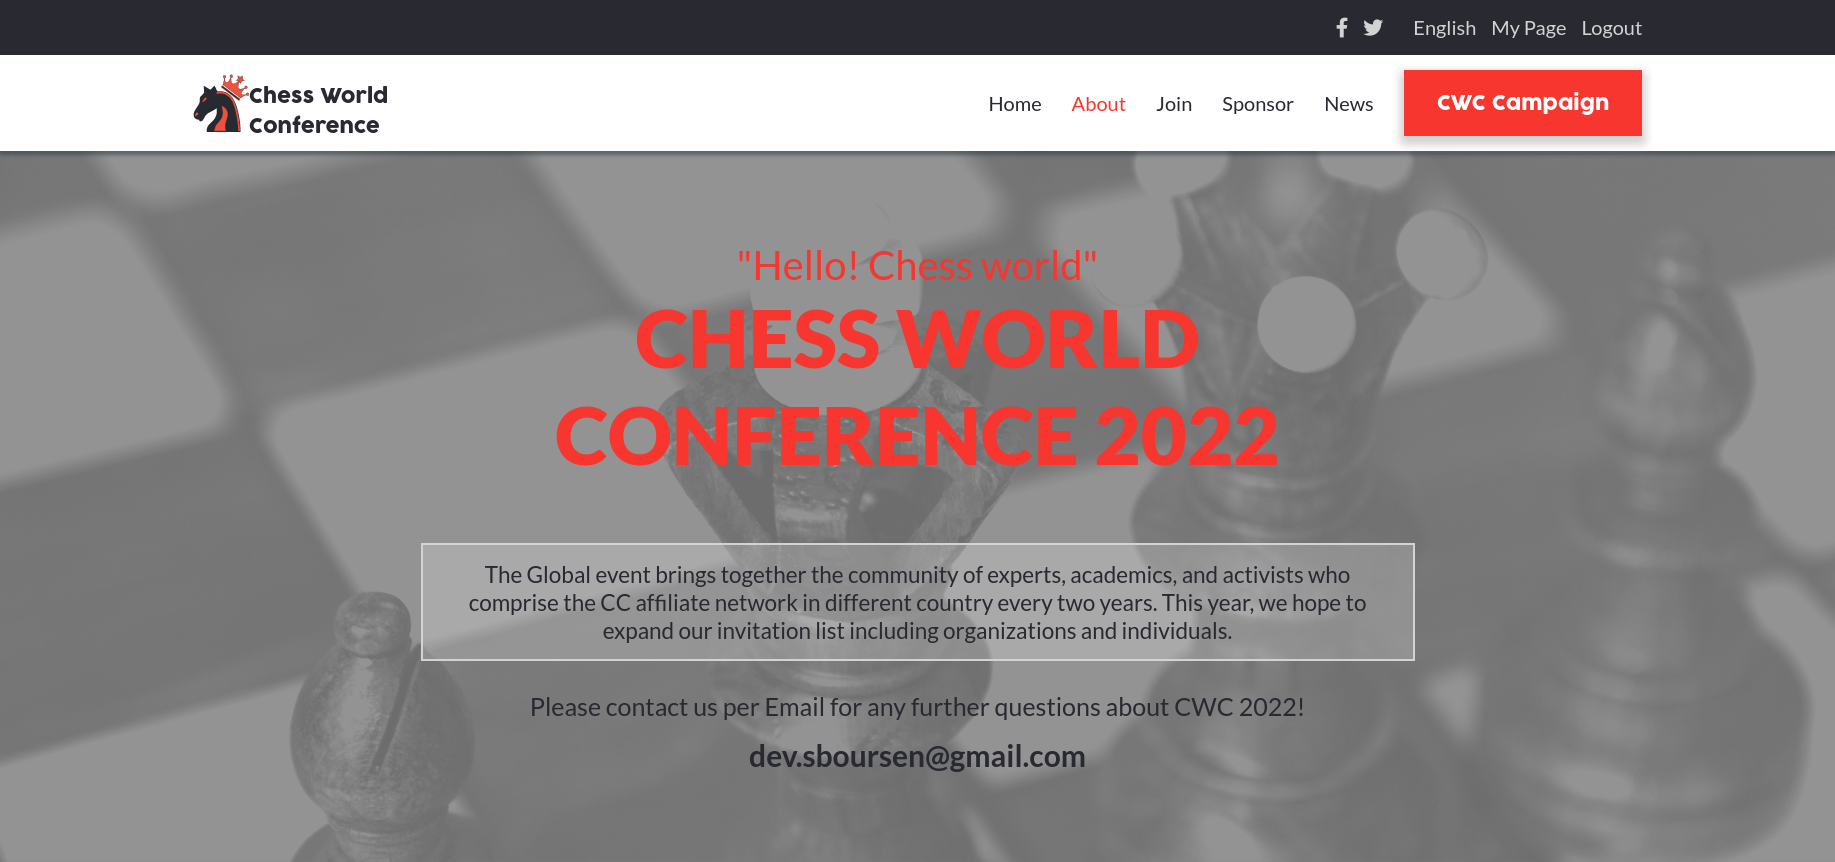 English My Page Logout
Chess World
Conference
Home About Join Sponsor News CWC Campaign
"Hello! Chess world"
CHESS WORLD
CONFERENCE 2022
The Global event brings together the community of experts, academics, and activists who
comprise the CC affiliate network in different country every two years. This year, we hope to
expand our invitation list including organizations and individuals.
Please contact us per Email for any further questions about CWC 2022!
dev.sboursen@gmail.com